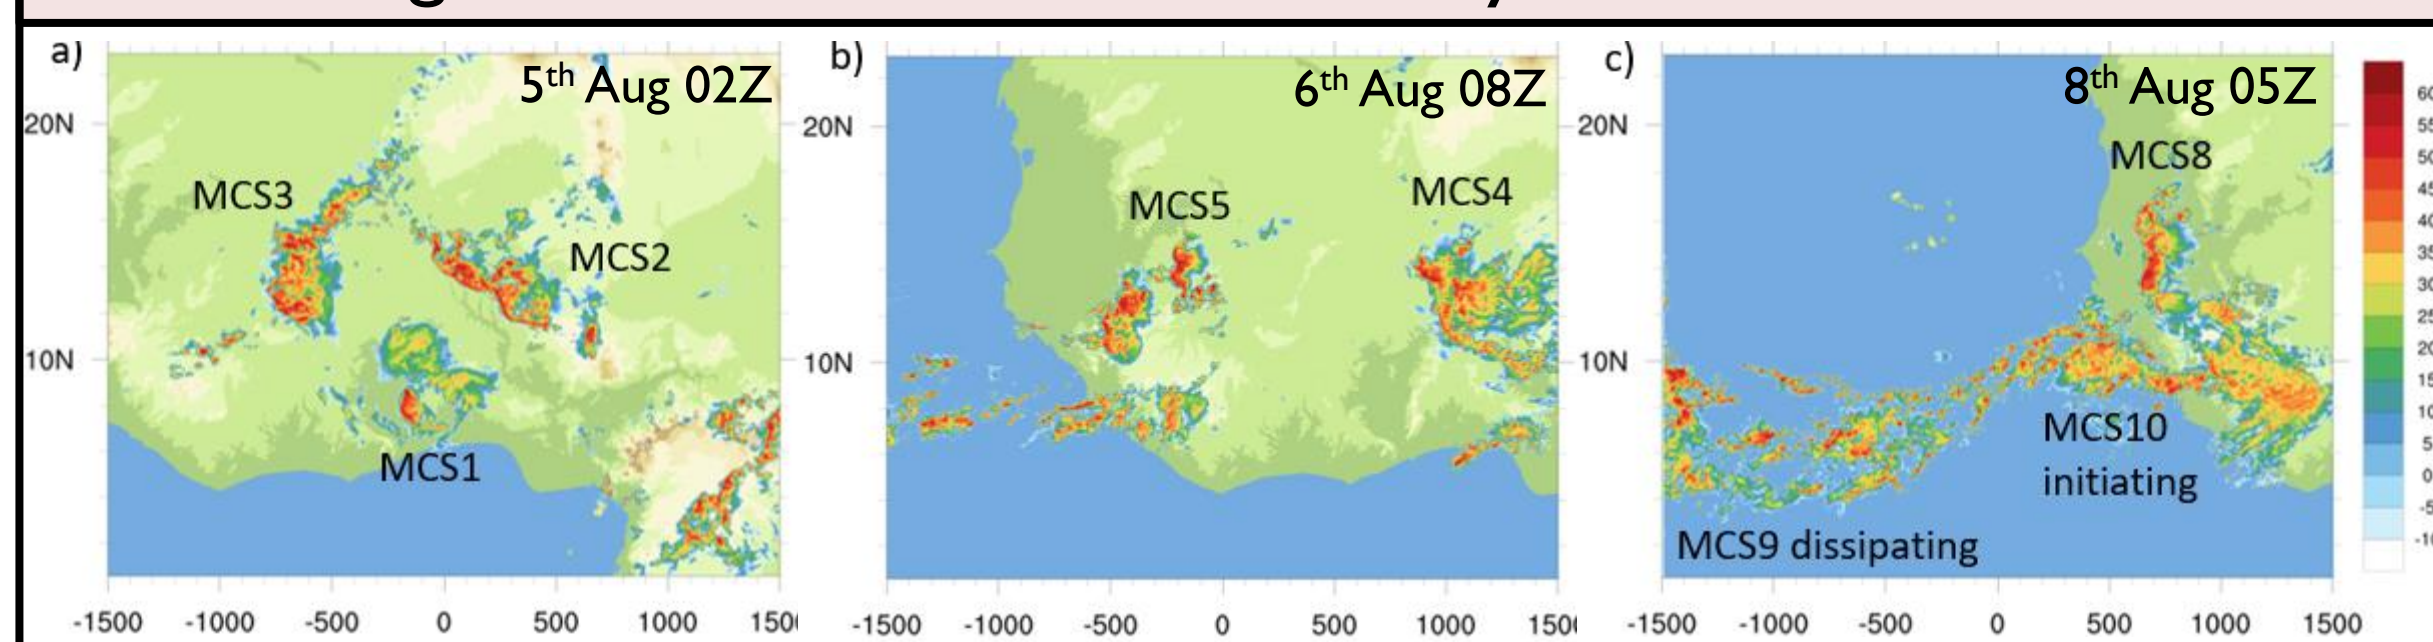 a)
5th Aug 02Z
20N
10N
MCS3
MCS2
MCS1
-1500 -1000 -500 0 500 1000
b)
6th Aug 08Z
20N
10N
MCS5
MCS4
-1500 -1000 -500 0 500 1000
c)
8th Aug 05Z
20N
10N
MCS8
MCS10
initiating
MCS9 dissipating
-1500 -1000 -500 0 500 1000 1500